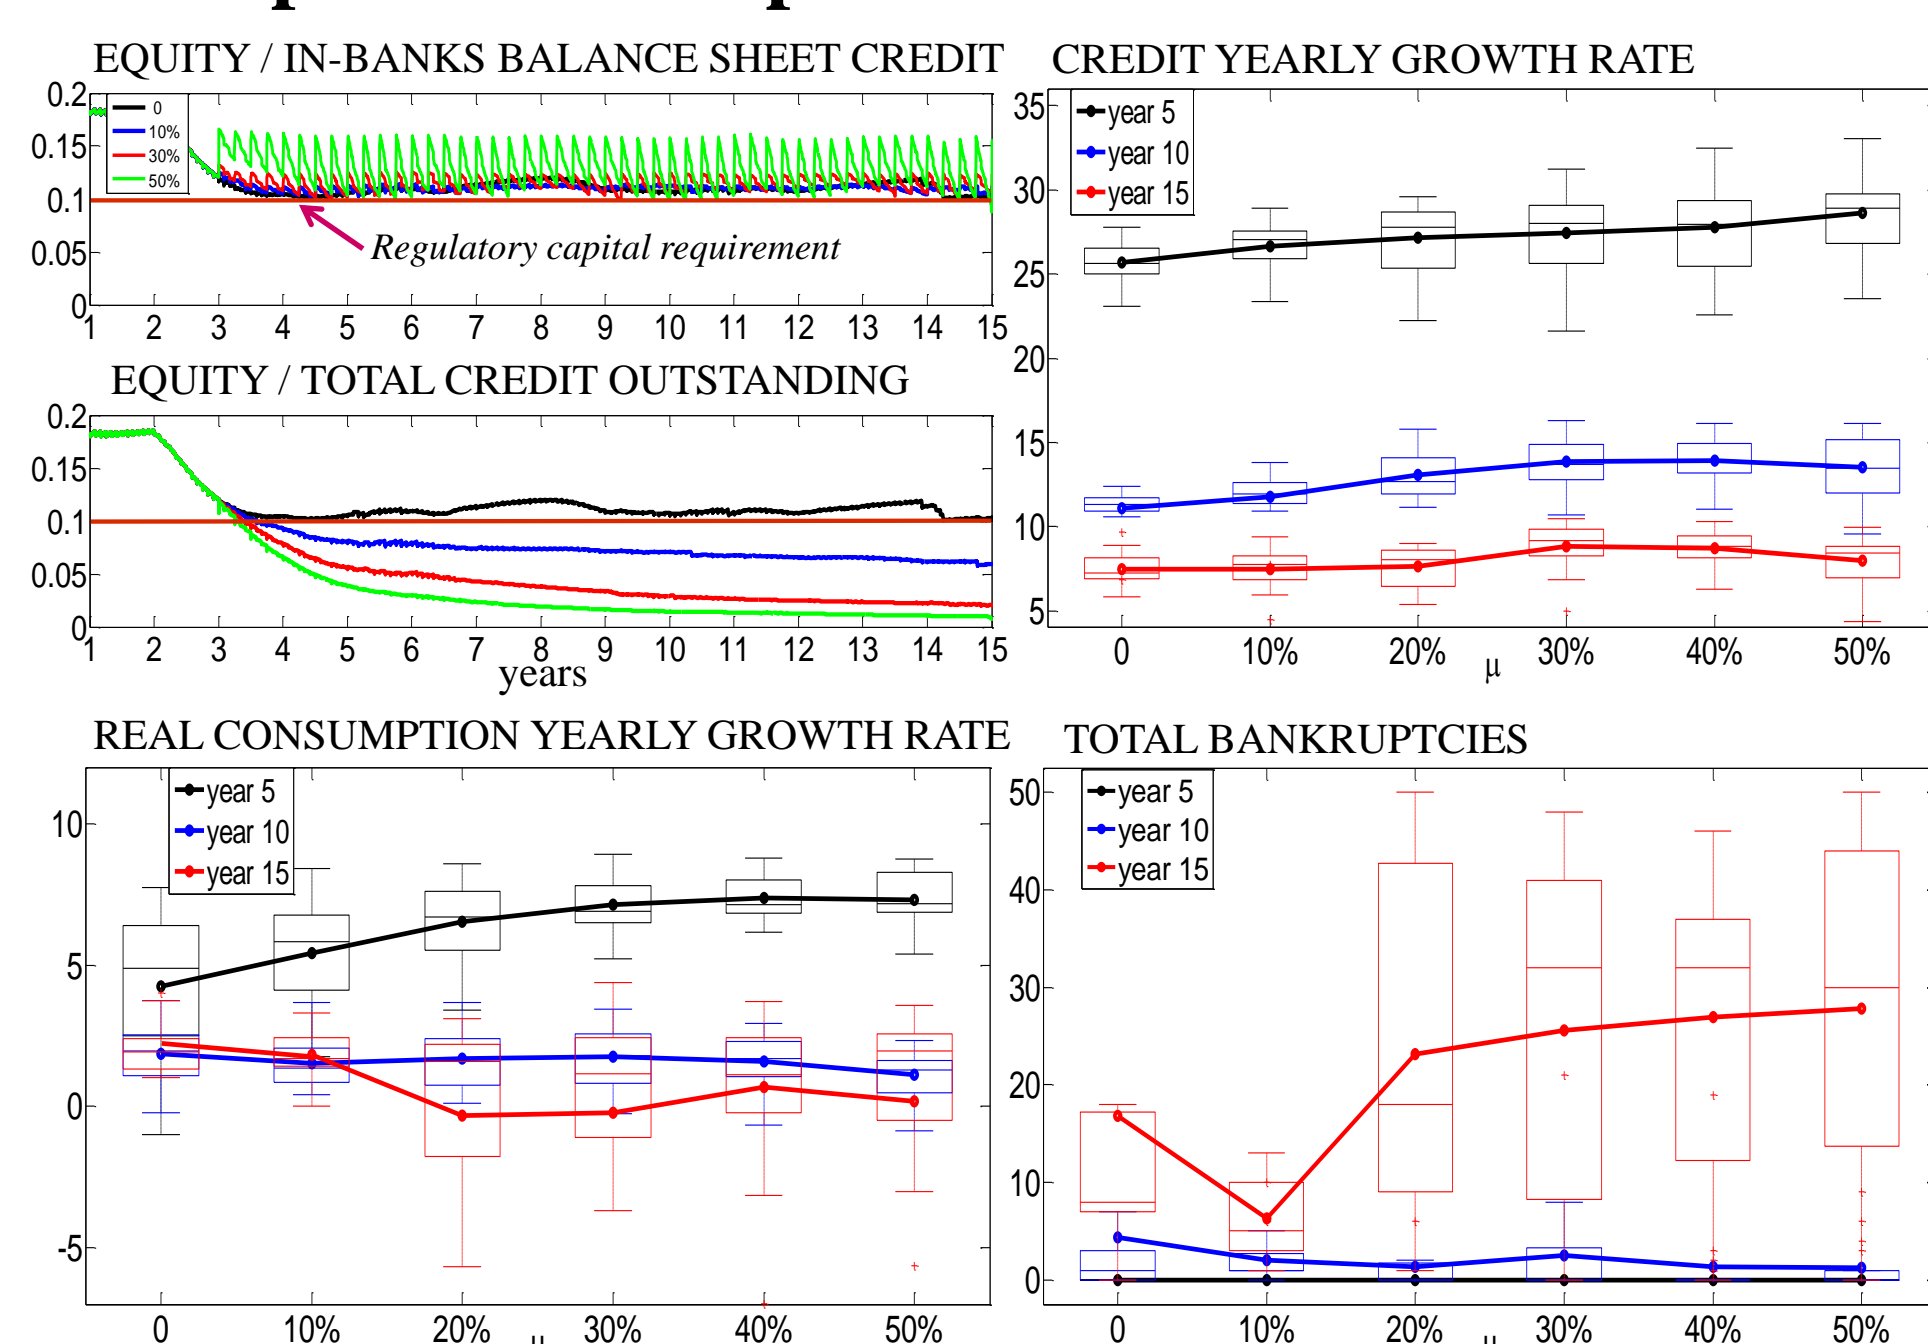 EQUITY / IN-BANKS BALANCE SHEET CREDIT
0.2
0.15
0.1
0.05
0
0
10%
30%
50%
Regulatory capital requirement
1 2 3 4 5 6 7 8 9 10 11 12 13 14 15
EQUITY / TOTAL CREDIT OUTSTANDING
0.2
0.15
0.1
0.05
0
1 2 3 4 5 6 7 8 9 10 11 12 13 14 15
years
CREDIT YEARLY GROWTH RATE
35
30
25
20
15
10
5
year 5
year 10
year 15
0 10% 20% μ 30% 40% 50%
REAL CONSUMPTION YEARLY GROWTH RATE
10
5
0
-5
year 5
year 10
year 15
0 10% 20% μ 30% 40% 50%
TOTAL BANKRUPTCIES
50
40
30
20
10
0
year 5
year 10
year 15
0 10% 20% μ 30% 40% 50%